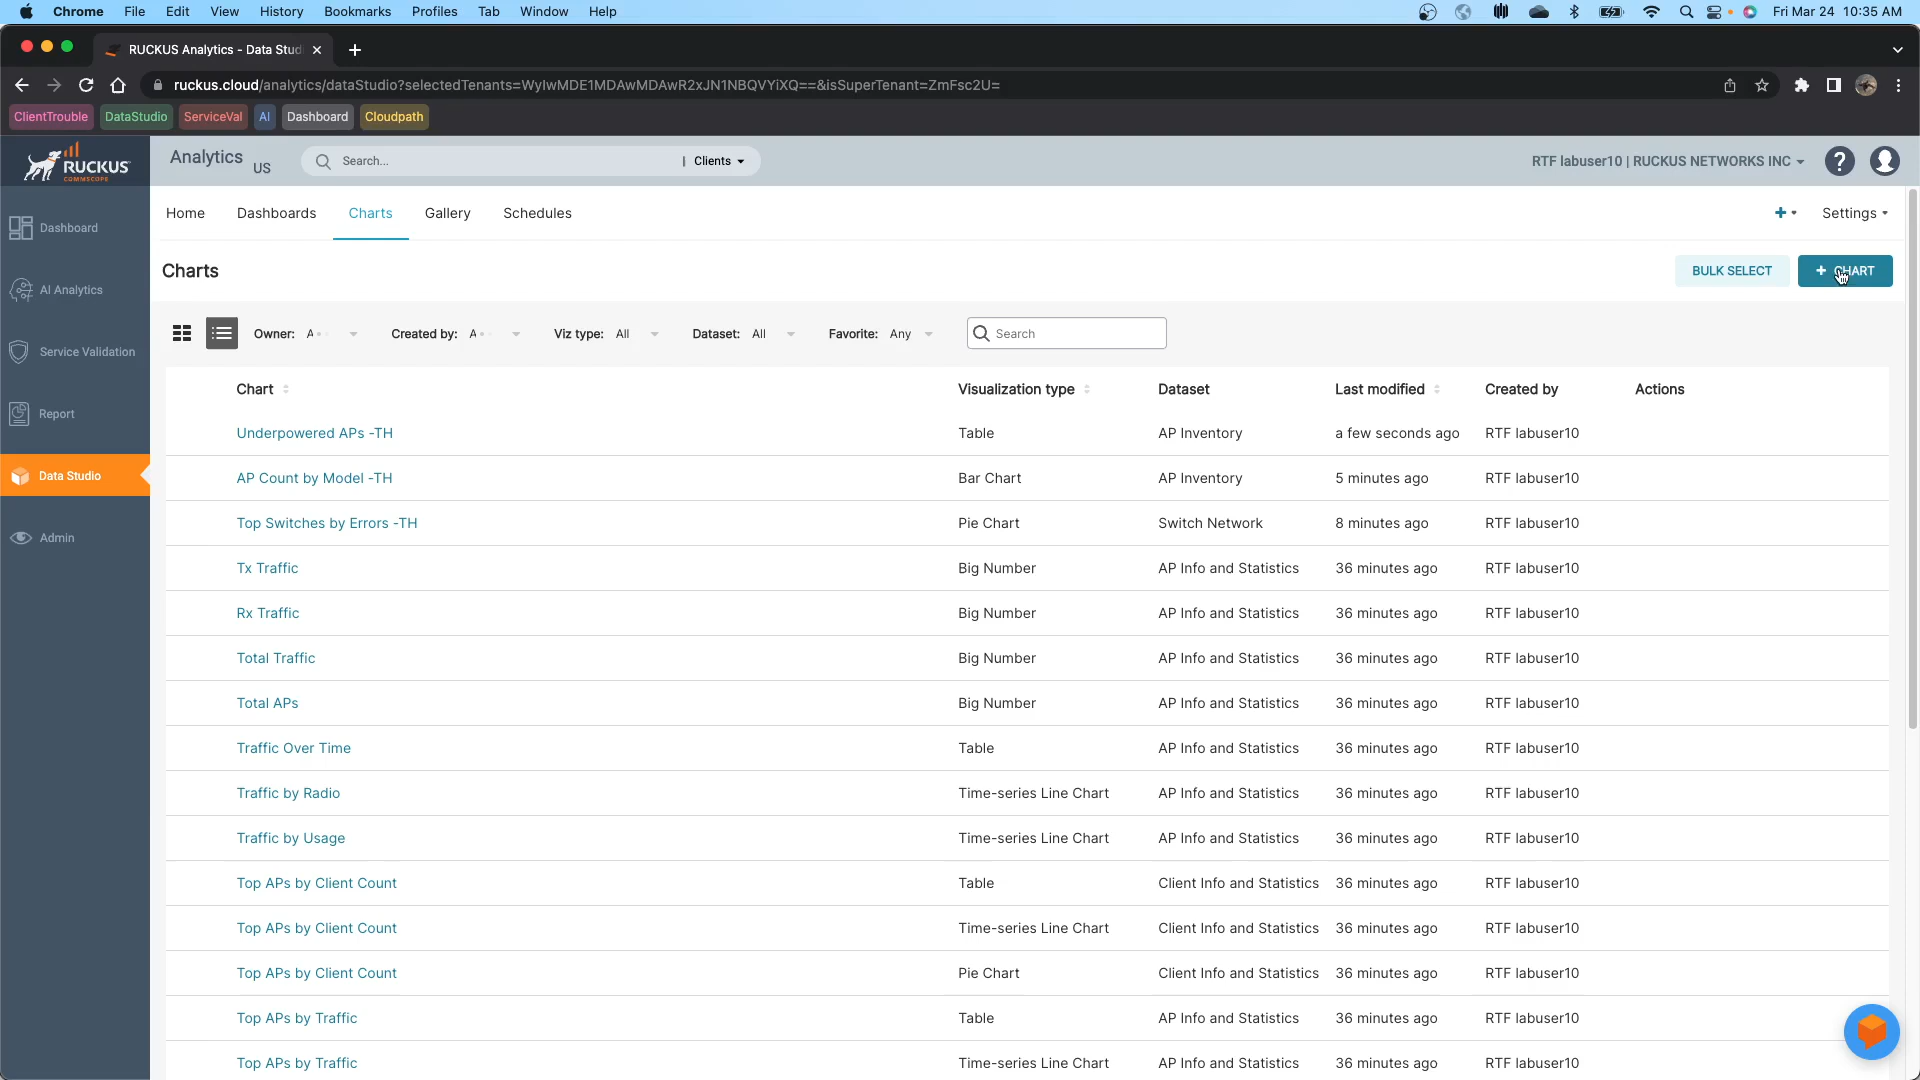 Chrome File Edit View History Bookmarks Profiles Tab Window Help Fri Mar 24 10:35 AM
RUCKUS Analytics - Data Stud
ruckus.cloud/analytics/dataStudio?selectedTenants=WyIwMDE1MDAwMDAwR2xJN1NBQVYiXQ==&isSuperTenant=ZmFsc2U=
ClientTrouble DataStudio ServiceVal AI Dashboard Cloudpath
RUCKUS
COMMSCOPE
Analytics US
Search... | Clients
RTF labuser10 | RUCKUS NETWORKS INC ?
Home Dashboards Charts Gallery Schedules + Settings
Dashboard
AI Analytics
Service Validation
Report
Data Studio
Admin
Charts BULK SELECT + CHART
Owner: A Created by: A Viz type: All Dataset: All Favorite: Any Search
Chart Visualization type Dataset Last modified Created by Actions
Underpowered APs -TH Table AP Inventory a few seconds ago RTF labuser10
AP Count by Model -TH Bar Chart AP Inventory 5 minutes ago RTF labuser10
Top Switches by Errors -TH Pie Chart Switch Network 8 minutes ago RTF labuser10
Tx Traffic Big Number AP Info and Statistics 36 minutes ago RTF labuser10
Rx Traffic Big Number AP Info and Statistics 36 minutes ago RTF labuser10
Total Traffic Big Number AP Info and Statistics 36 minutes ago RTF labuser10
Total APs Big Number AP Info and Statistics 36 minutes ago RTF labuser10
Traffic Over Time Table AP Info and Statistics 36 minutes ago RTF labuser10
Traffic by Radio Time-series Line Chart AP Info and Statistics 36 minutes ago RTF labuser10
Traffic by Usage Time-series Line Chart AP Info and Statistics 36 minutes ago RTF labuser10
Top APs by Client Count Table Client Info and Statistics 36 minutes ago RTF labuser10
Top APs by Client Count Time-series Line Chart Client Info and Statistics 36 minutes ago RTF labuser10
Top APs by Client Count Pie Chart Client Info and Statistics 36 minutes ago RTF labuser10
Top APs by Traffic Table AP Info and Statistics 36 minutes ago RTF labuser10
Top APs by Traffic Time-series Line Chart AP Info and Statistics 36 minutes ago RTF labuser10